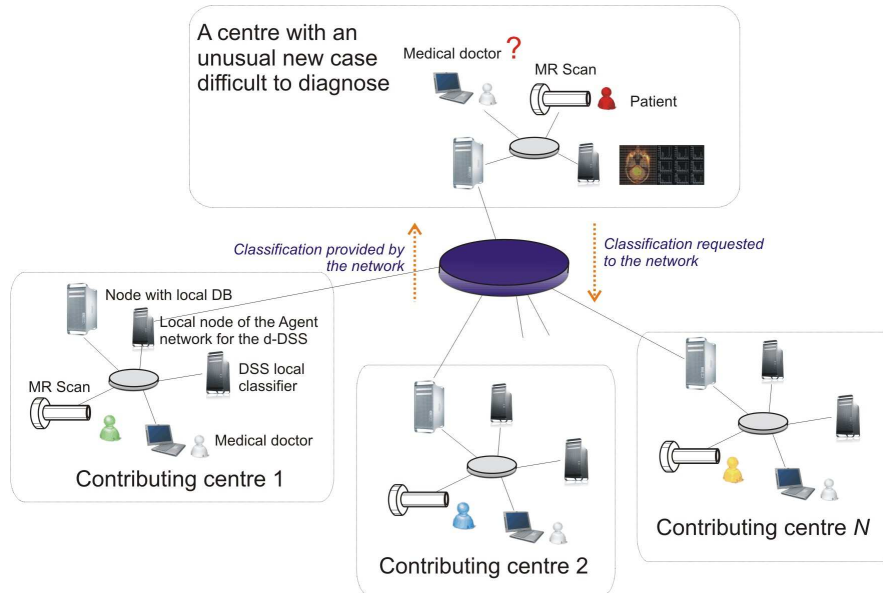 A centre with an
unusual new case
difficult to diagnose
Medical doctor ?
MR Scan
Patient
Classification provided by
the network
Classification requested
to the network
Node with local DB
Local node of the Agent
network for the d-DSS
DSS local
classifier
MR Scan
Medical doctor
Contributing centre 1
Contributing centre 2
Contributing centre N